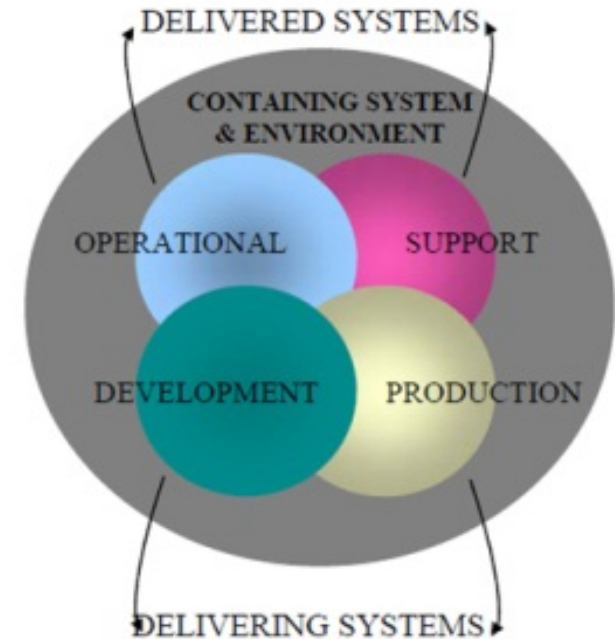 DELIVERED SYSTEMS
CONTAINING SYSTEM
& ENVIRONMENT
OPERATIONAL
SUPPORT
DEVELOPMENT
PRODUCTION
DELIVERING SYSTEMS